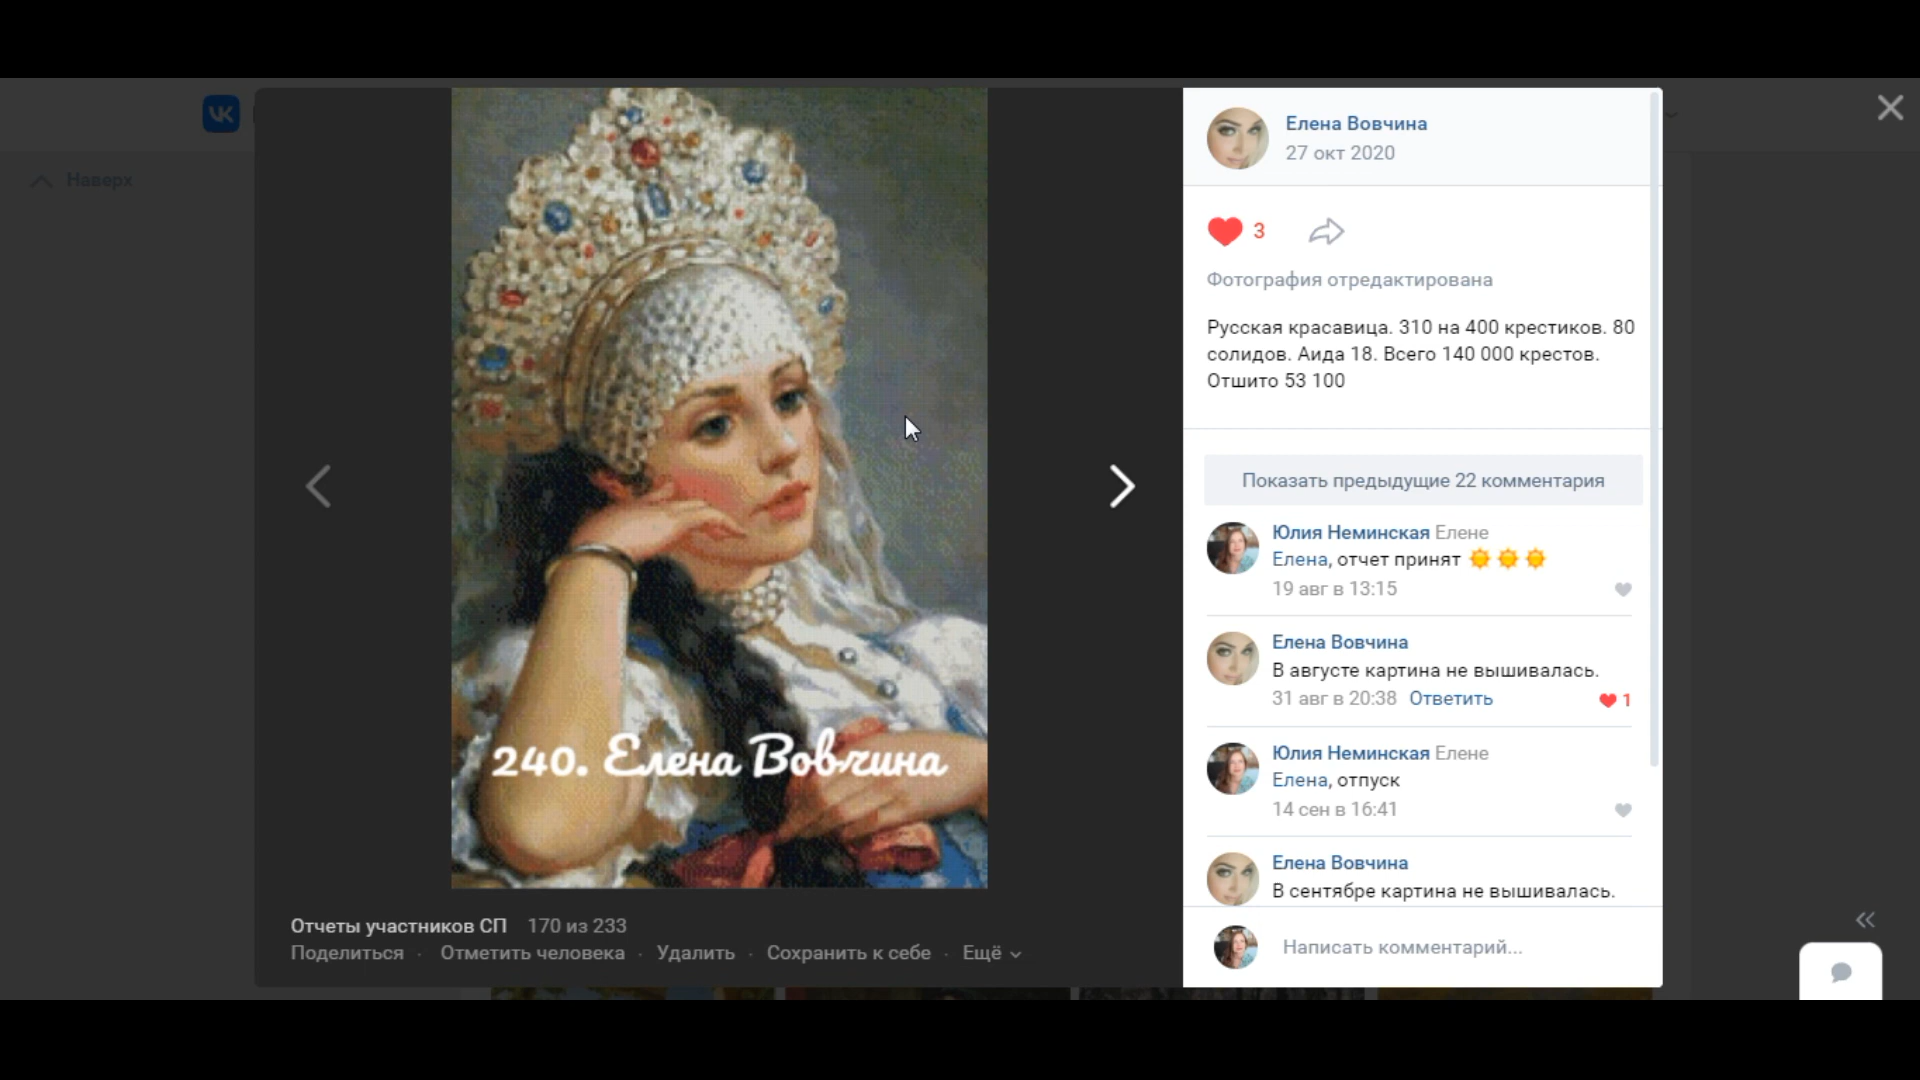 VK
Наверх
240. Елена Вовчина
Отчеты участников СП 170 из 233
Поделиться · Отметить человека · Удалить · Сохранить к себе · Ещё
Елена Вовчина
27 окт 2020
3
Фотография отредактирована
Русская красавица. 310 на 400 крестиков. 80
солидов. Аида 18. Всего 140 000 крестов.
Отшито 53 100
Показать предыдущие 22 комментария
Юлия Неминская Елене
Елена, отчет принят ☀️☀️☀️
19 авг в 13:15
Елена Вовчина
В августе картина не вышивалась.
31 авг в 20:38 Ответить 1
Юлия Неминская Елене
Елена, отпуск
14 сен в 16:41
Елена Вовчина
В сентябре картина не вышивалась.
Написать комментарий...